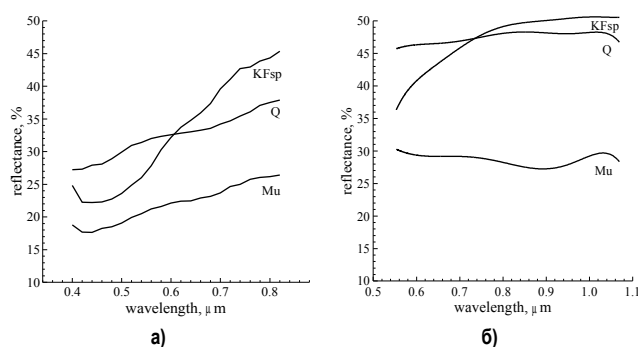 50
45
40
35
30
25
20
15
10
reflectance, %
KFsp
Q
Mu
0.4 0.5 0.6 0.7 0.8
wavelength, μ m
а)
50
45
40
35
30
25
20
15
10
reflectance, %
KFsp
Q
Mu
0.5 0.6 0.7 0.8 0.9 1.0 1.1
wavelength, μ m
б)